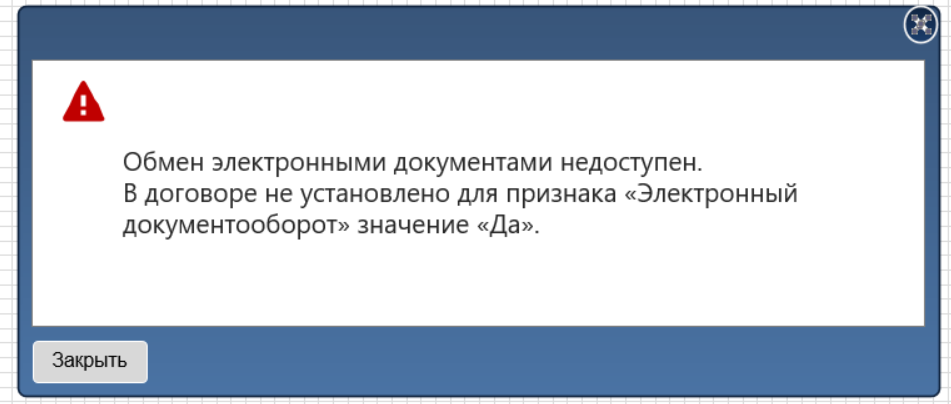 Обмен электронными документами недоступен.
В договоре не установлено для признака «Электронный
документооборот» значение «Да».
Закрыть